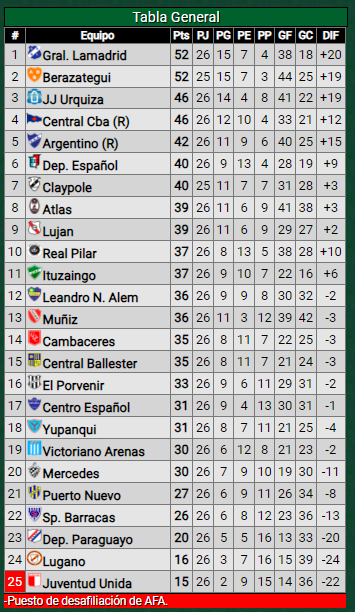 Tabla General
# Equipo Pts PJ PG PE PP GF GC DIF
1 Gral. Lamadrid 52 26 15 7 4 38 18 +20
2 Berazategui 52 25 15 7 3 44 25 +19
3 JJ Urquiza 46 26 14 4 8 41 22 +19
4 Central Cba (R) 46 26 12 10 4 33 21 +12
5 Argentino (R) 42 26 11 9 6 40 25 +15
6 Dep. Español 40 26 9 13 4 28 19 +9
7 Claypole 40 25 11 7 7 31 28 +3
8 Atlas 39 26 11 6 9 41 38 +3
9 Lujan 39 26 11 6 9 29 27 +2
10 Real Pilar 37 26 8 13 5 38 28 +10
11 Ituzaingo 37 26 9 10 7 22 16 +6
12 Leandro N. Alem 36 26 9 9 8 30 32 -2
13 Muñiz 36 26 11 3 12 39 42 -3
14 Cambaceres 35 26 8 11 7 22 25 -3
15 Central Ballester 35 26 8 11 7 21 24 -3
16 El Porvenir 33 26 9 6 11 29 31 -2
17 Centro Español 31 26 9 4 13 30 31 -1
18 Yupanqui 31 26 8 7 11 21 25 -4
19 Victoriano Arenas 30 26 6 12 8 21 23 -2
20 Mercedes 30 26 7 9 10 19 30 -11
21 Puerto Nuevo 27 26 6 9 11 26 34 -8
22 Sp. Barracas 26 26 6 8 12 23 36 -13
23 Dep. Paraguayo 20 26 5 5 16 13 33 -20
24 Lugano 16 26 3 7 16 15 39 -24
25 Juventud Unida 15 26 2 9 15 14 36 -22
-Puesto de desafiliación de AFA.